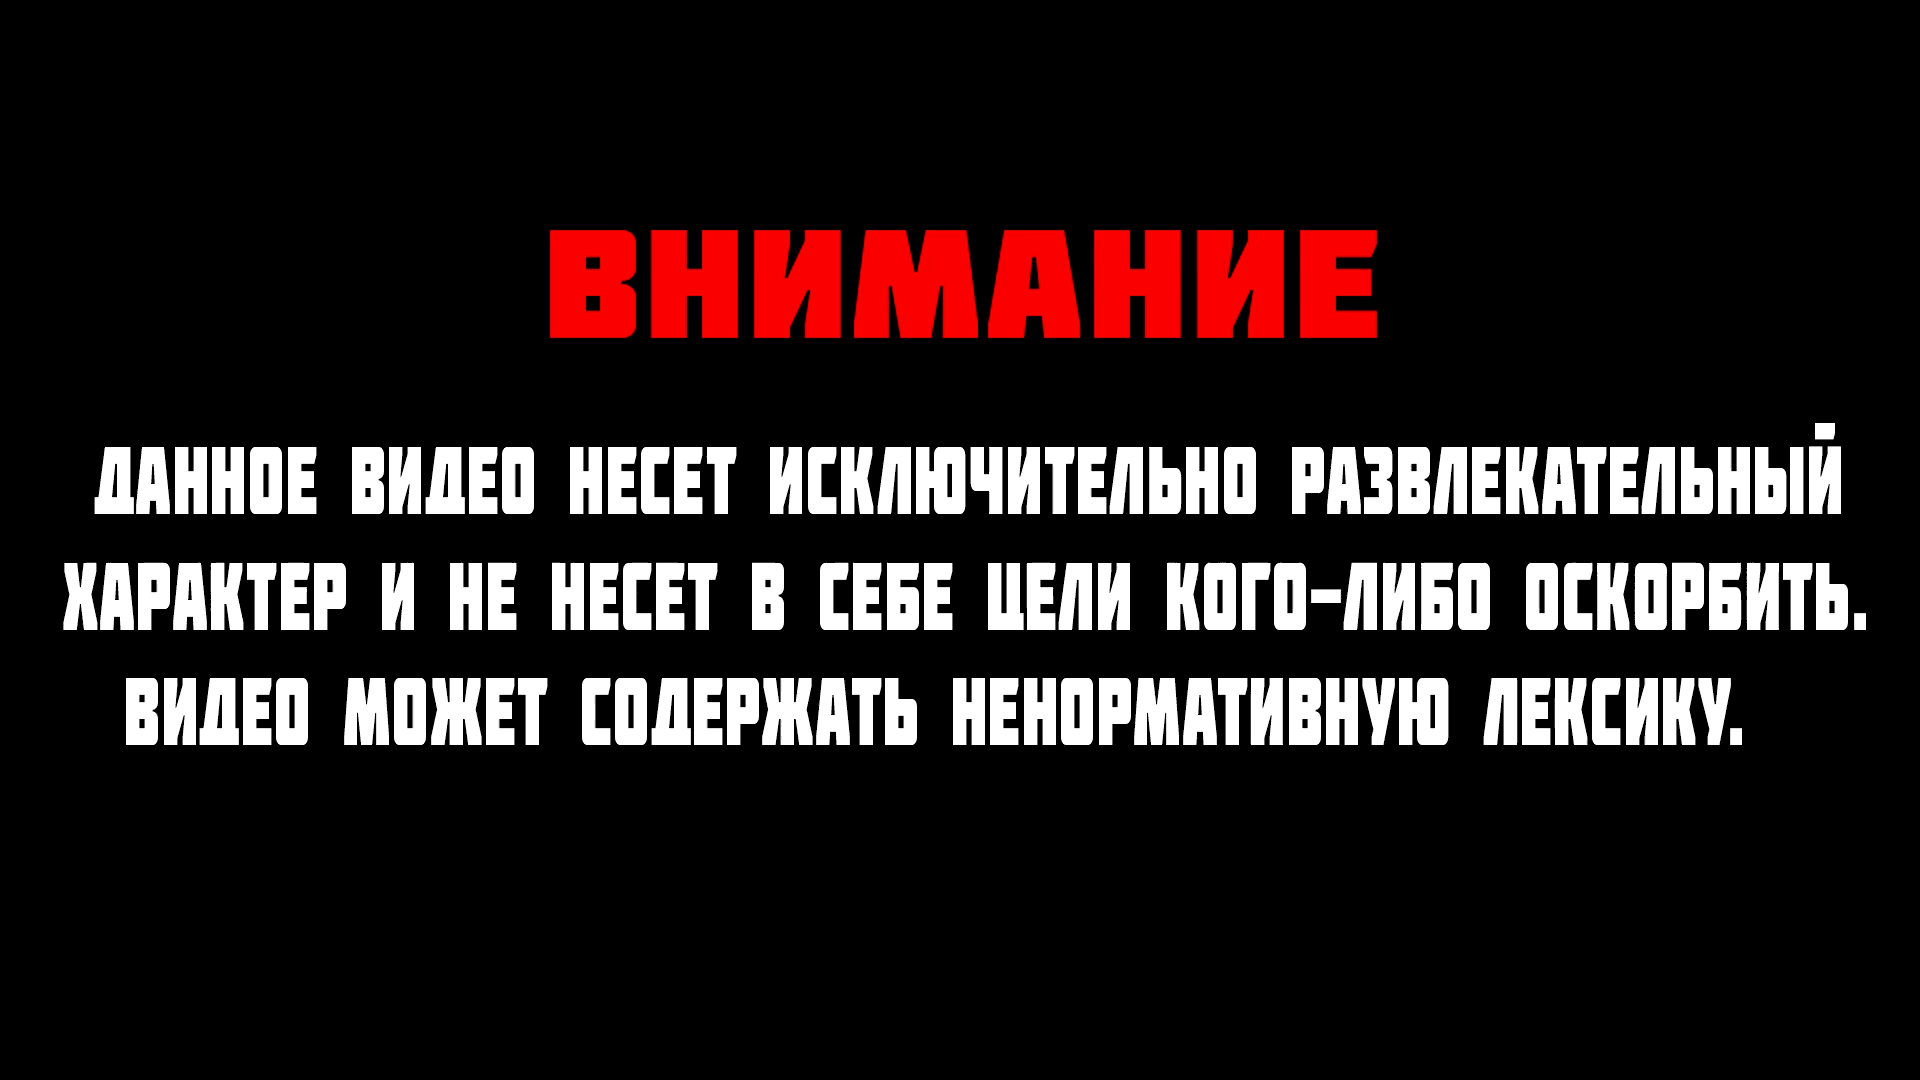 ВНИМАНИЕ
ДАННОЕ ВИДЕО НЕСЕТ ИСКЛЮЧИТЕЛЬНО РАЗВЛЕКАТЕЛЬНЫЙ
ХАРАКТЕР И НЕ НЕСЕТ В СЕБЕ ЦЕЛИ КОГО-ЛИБО ОСКОРБИТЬ.
ВИДЕО МОЖЕТ СОДЕРЖАТЬ НЕНОРМАТИВНУЮ ЛЕКСИКУ.